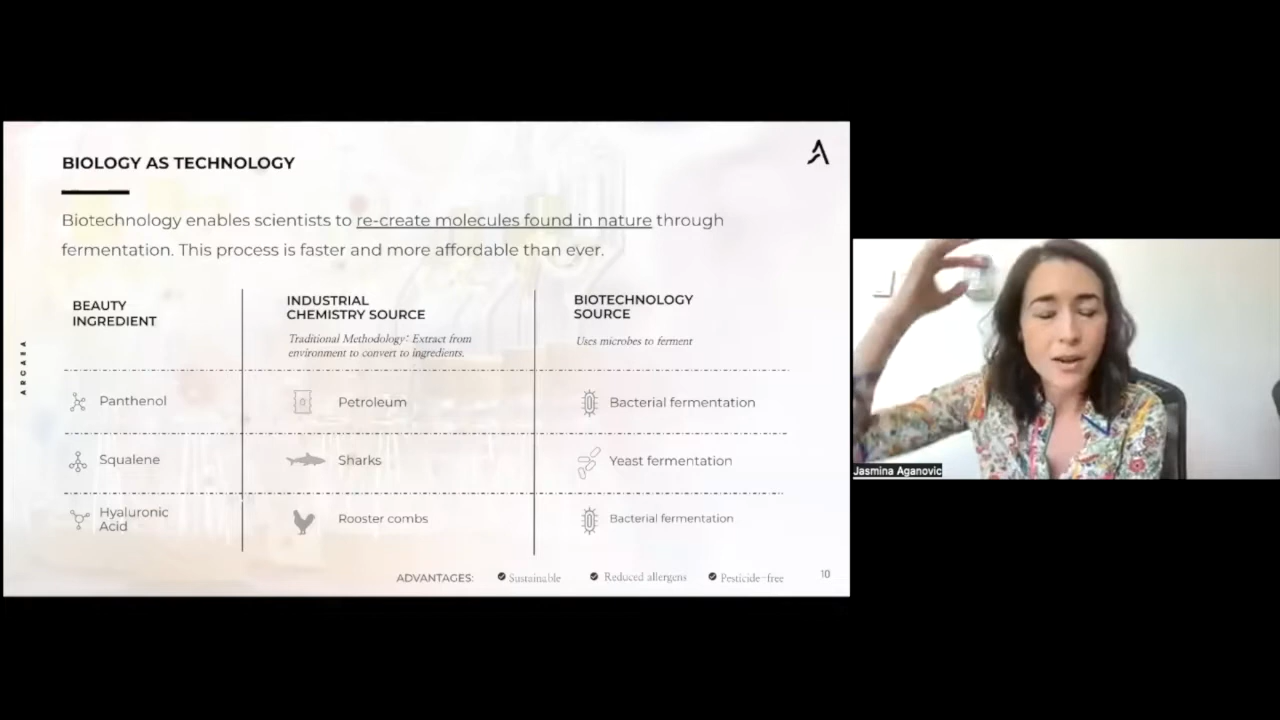 BIOLOGY AS TECHNOLOGY
Biotechnology enables scientists to re-create molecules found in nature through
fermentation. This process is faster and more affordable than ever.
BEAUTY
INGREDIENT
INDUSTRIAL
CHEMISTRY SOURCE
Traditional Methodology: Extract from
environment to convert to ingredients.
BIOTECHNOLOGY
SOURCE
Uses microbes to ferment
ARCAEA
Panthenol
Petroleum
Bacterial fermentation
Squalene
Sharks
Yeast fermentation
Hyaluronic
Acid
Rooster combs
Bacterial fermentation
ADVANTAGES:
Sustainable
Reduced allergens
Pesticide-free
10
Jasmina Aganovic